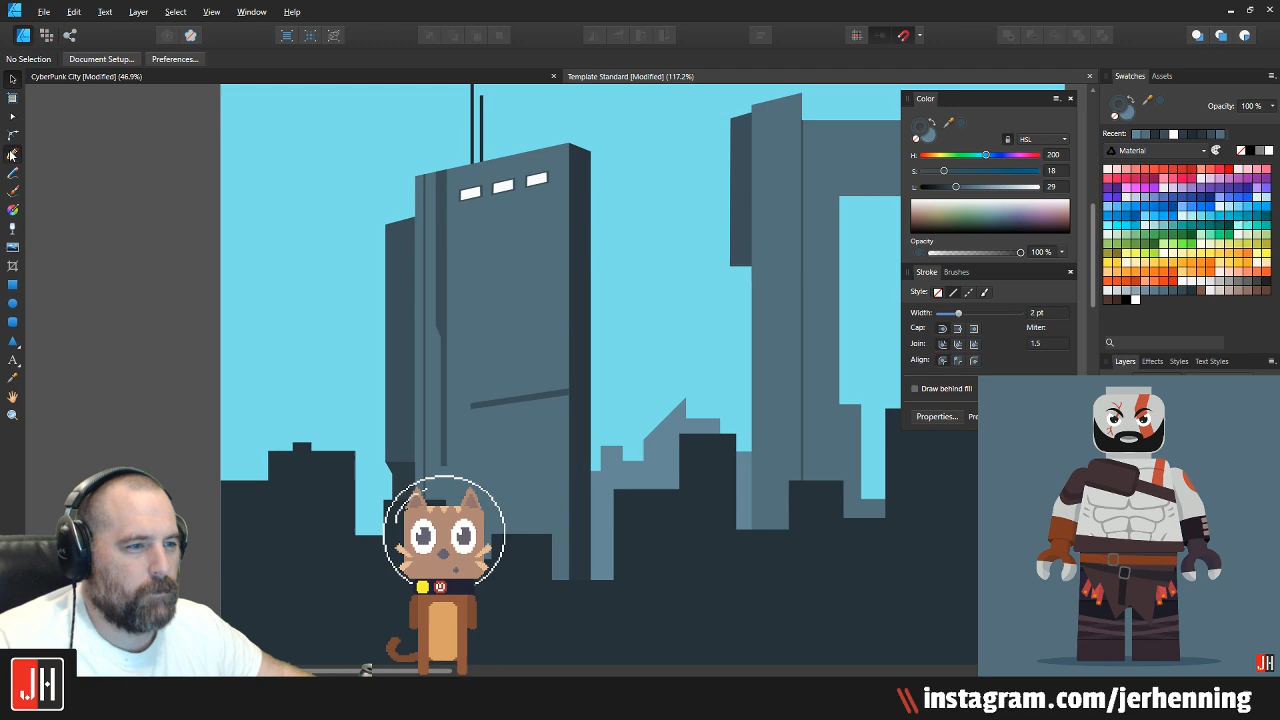 File Edit Text Layer Select Arrange View Window Help
No Selection Document Setup... Preferences...
CyberPunk City [Modified] (46.9%)
Template Standard [Modified] (117.2%)
Color
HSL
H: 200
S: 18
L: 29
Opacity
100 %
Stroke Brushes
Style:
Width: 2 pt
Cap: Miter:
Join: 1.5
Align:
Draw behind fill
Properties...
Swatches Assets
Opacity: 100 %
Recent:
Material
Layers Effects Styles Text Styles
JH
JH
instagram.com/jerhenning